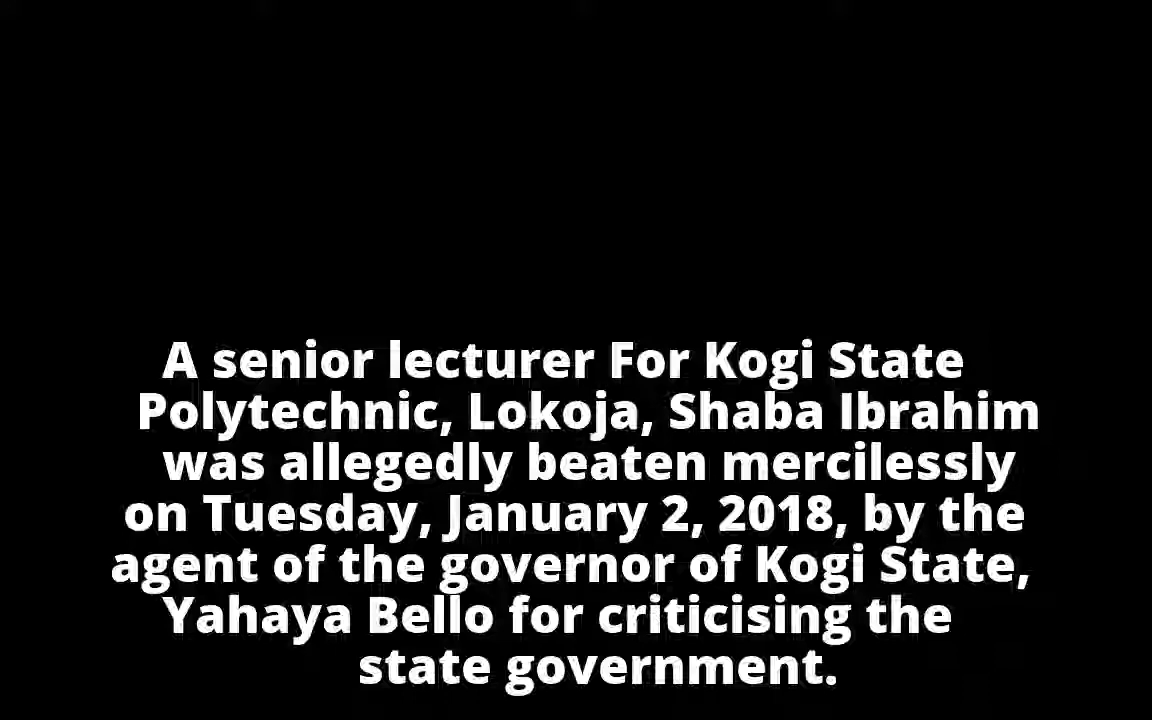 A senior lecturer For Kogi State
Polytechnic, Lokoja, Shaba Ibrahim
was allegedly beaten mercilessly
on Tuesday, January 2, 2018, by the
agent of the governor of Kogi State,
Yahaya Bello for criticising the
state government.